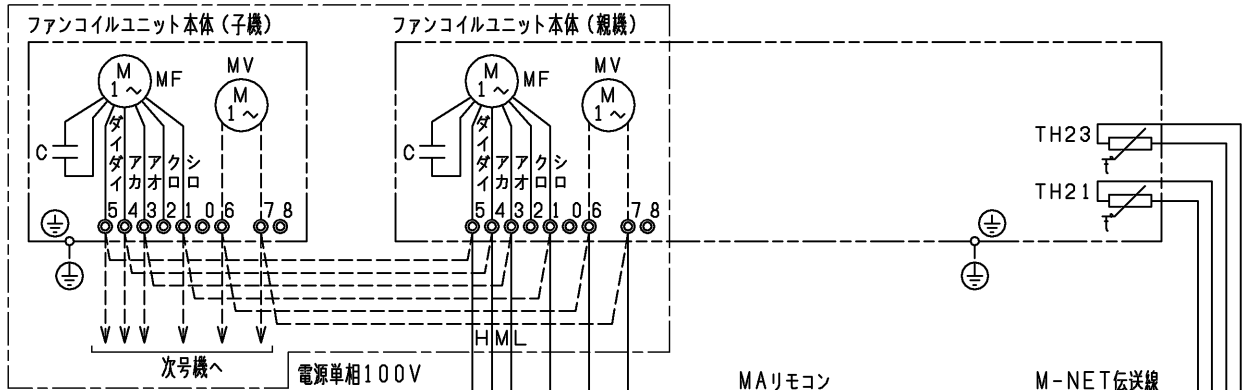 ファンコイルユニット本体(子機)
ファンコイルユニット本体(親機)
M
1~
MF
MV
M
1~
C
ダイダイ
アカ
アオ
クロ
シロ
5 4 3 2 1 0 6 7 8
M
1~
MF
MV
M
1~
C
ダイダイ
アカ
アオ
クロ
シロ
5 4 3 2 1 0 6 7 8
TH23
t
TH21
t
H M L
次号機へ
電源単相100V
MAリモコン
M-NET伝送線